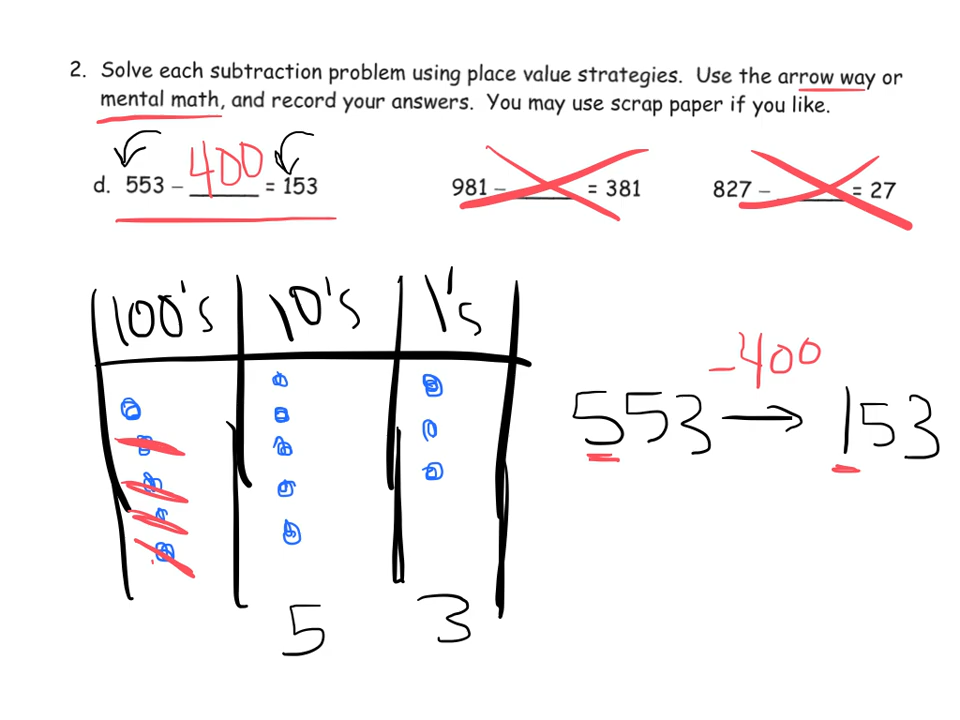 2. Solve each subtraction problem using place value strategies. Use the arrow way or
mental math, and record your answers. You may use scrap paper if you like.
d. 553 – 400 = 153
981 – ______ = 381
827 – ______ = 27
100's 10's 1's
-400
553 → 153
5 3